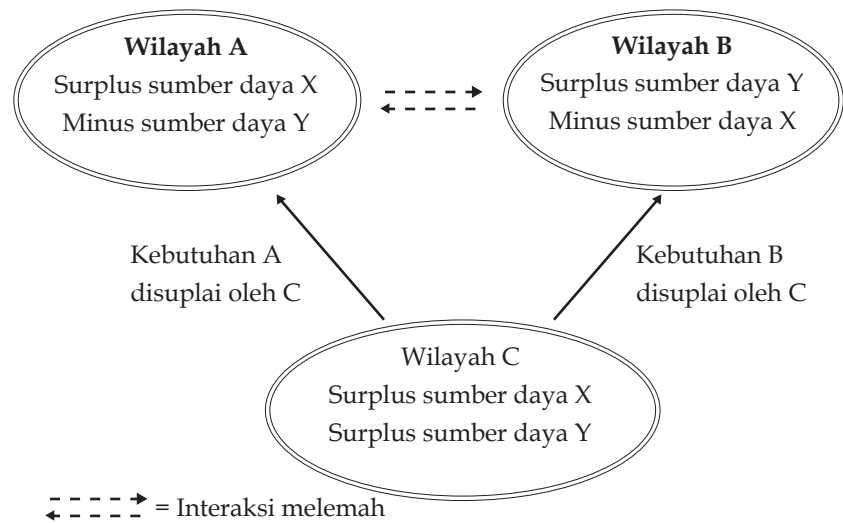 Wilayah A
Surplus sumber daya X
Minus sumber daya Y
Wilayah B
Surplus sumber daya Y
Minus sumber daya X
Kebutuhan A
disuplai oleh C
Kebutuhan B
disuplai oleh C
Wilayah C
Surplus sumber daya X
Surplus sumber daya Y
= Interaksi melemah